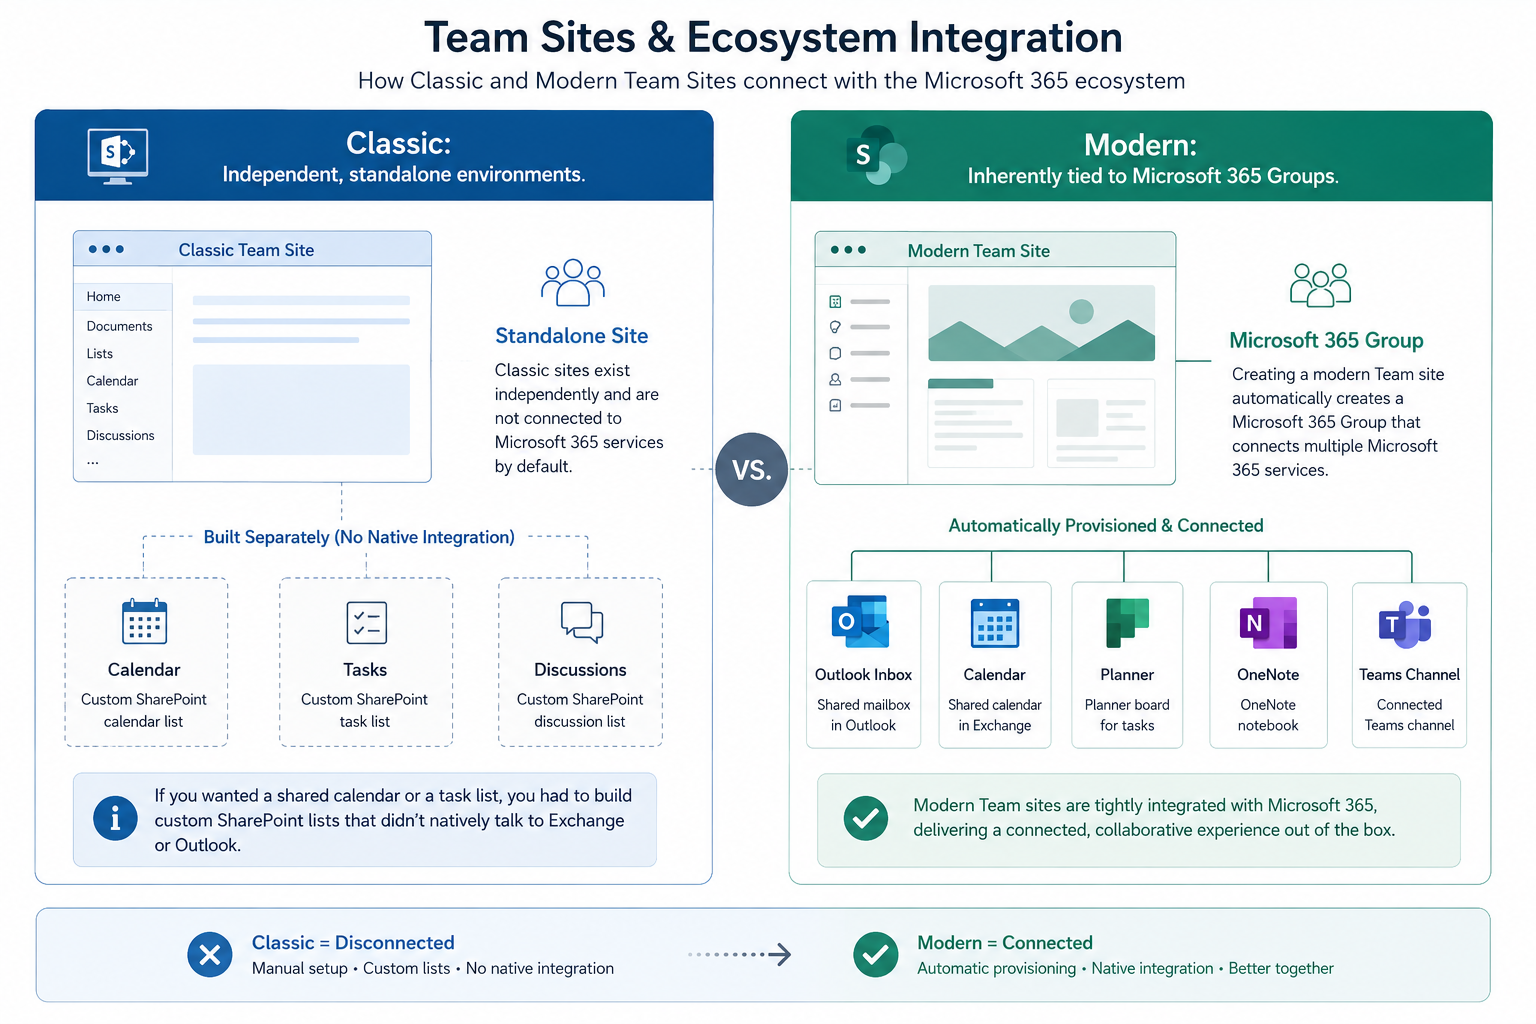 Team Sites & Ecosystem Integration
How Classic and Modern Team Sites connect with the Microsoft 365 ecosystem
S
Classic:
Independent, standalone environments.
Classic Team Site
Home
Documents
Lists
Calendar
Tasks
Discussions
...
Standalone Site
Classic sites exist
independently and are
not connected to
Microsoft 365 services
by default.
Built Separately (No Native Integration)
Calendar
Custom SharePoint
calendar list
Tasks
Custom SharePoint
task list
Discussions
Custom SharePoint
discussion list
i
If you wanted a shared calendar or a task list, you had to build
custom SharePoint lists that didn't natively talk to Exchange
or Outlook.
VS.
S
Modern:
Inherently tied to Microsoft 365 Groups.
Modern Team Site
Microsoft 365 Group
Creating a modern Team site
automatically creates a
Microsoft 365 Group that
connects multiple Microsoft
365 services.
Automatically Provisioned & Connected
O
Outlook Inbox
Shared mailbox
in Outlook
Calendar
Shared calendar
in Exchange
Planner
Planner board
for tasks
N
OneNote
OneNote
notebook
T
Teams Channel
Connected
Teams channel
Modern Team sites are tightly integrated with Microsoft 365,
delivering a connected, collaborative experience out of the box.
Classic = Disconnected
Manual setup • Custom lists • No native integration
Modern = Connected
Automatic provisioning • Native integration • Better together